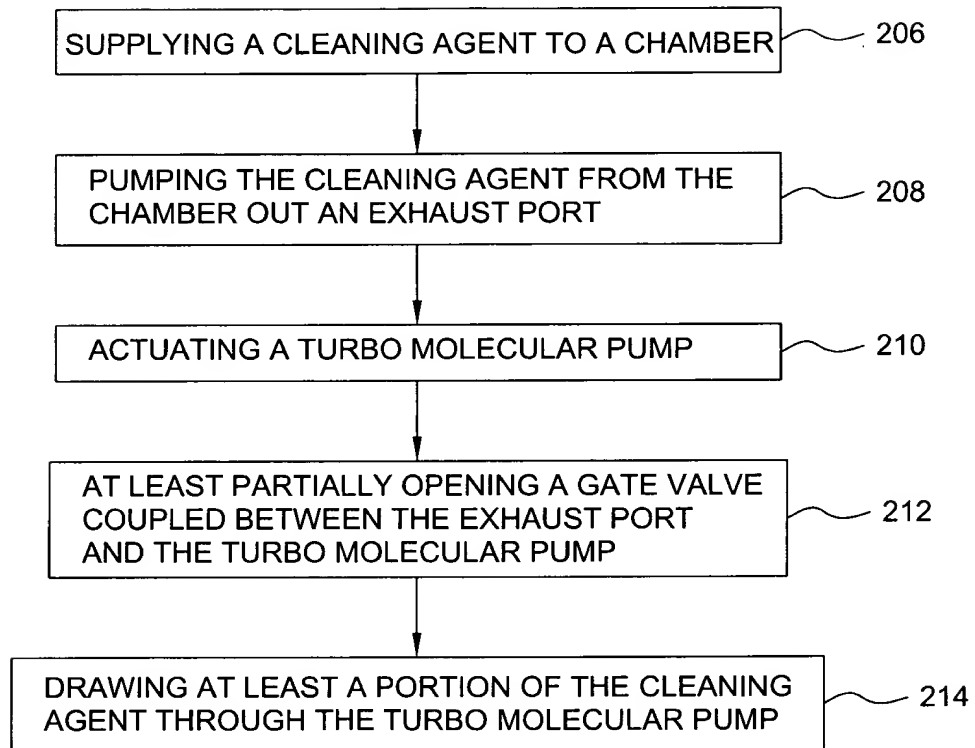 SUPPLYING A CLEANING AGENT TO A CHAMBER
206
PUMPING THE CLEANING AGENT FROM THE
CHAMBER OUT AN EXHAUST PORT
208
ACTUATING A TURBO MOLECULAR PUMP
210
AT LEAST PARTIALLY OPENING A GATE VALVE
COUPLED BETWEEN THE EXHAUST PORT
AND THE TURBO MOLECULAR PUMP
212
DRAWING AT LEAST A PORTION OF THE CLEANING
AGENT THROUGH THE TURBO MOLECULAR PUMP
214